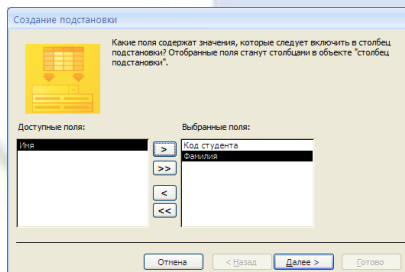 Создание подстановки
Какие поля содержат значения, которые следует включить в столбец
подстановки? Отобранные поля станут столбцами в объекте "столбец
подстановки".
Доступные поля:
Выбранные поля:
Имя
>
>>
<
<<
Код студента
Фамилия
Отмена
< Назад
Далее >
Готово